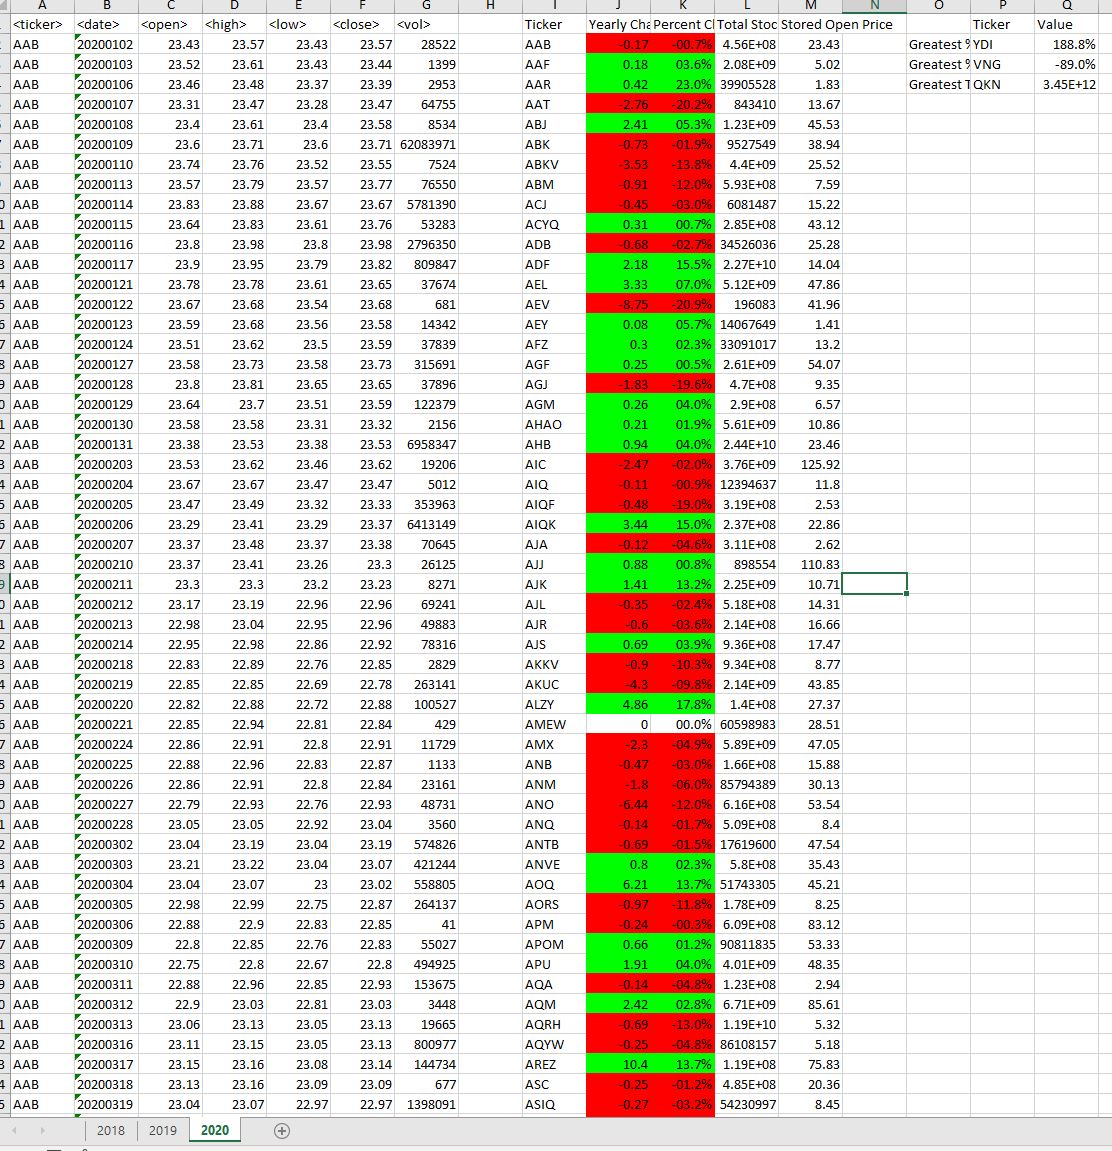 A B C D E F G H I J K L M N O P Q
<ticker> <date> <open> <high> <low> <close> <vol> Ticker Yearly Cha Percent C Total Stoc Stored Open Price Ticker Value
AAB 20200102 23.43 23.57 23.43 23.57 28522 AAB -0.17 -00.7% 4.56E+08 23.43 Greatest % YDI 188.8%
AAB 20200103 23.52 23.61 23.43 23.44 1399 AAF 0.18 03.6% 2.08E+09 5.02 Greatest % VNG -89.0%
AAB 20200106 23.46 23.48 23.37 23.39 2953 AAR 0.42 23.0% 39905528 1.83 Greatest T QKN 3.45E+12
AAB 20200107 23.31 23.47 23.28 23.47 64755 AAT -2.76 -20.2% 843410 13.67
AAB 20200108 23.4 23.61 23.4 23.58 8534 ABJ 2.41 05.3% 1.23E+09 45.53
AAB 20200109 23.6 23.71 23.6 23.71 62083971 ABK -0.73 -01.9% 9527549 38.94
AAB 20200110 23.74 23.76 23.52 23.55 7524 ABKV -3.53 -13.8% 4.4E+09 25.52
AAB 20200113 23.57 23.79 23.57 23.77 76550 ABM -0.91 -12.0% 5.93E+08 7.59
AAB 20200114 23.83 23.88 23.67 23.67 5781390 ACJ -0.45 -03.0% 6081487 15.22
AAB 20200115 23.64 23.83 23.61 23.76 53283 ACYQ 0.31 00.7% 2.85E+08 43.12
AAB 20200116 23.8 23.98 23.8 23.98 2796350 ADB -0.68 -02.7% 34526036 25.28
AAB 20200117 23.9 23.95 23.79 23.82 809847 ADF 2.18 15.5% 2.27E+10 14.04
AAB 20200121 23.78 23.78 23.61 23.65 37674 AEL 3.33 07.0% 5.12E+09 47.86
AAB 20200122 23.67 23.68 23.54 23.68 681 AEV -8.75 -20.9% 196083 41.96
AAB 20200123 23.59 23.68 23.56 23.58 14342 AEY 0.08 05.7% 14067649 1.41
AAB 20200124 23.51 23.62 23.5 23.59 37839 AFZ 0.3 02.3% 33091017 13.2
AAB 20200127 23.58 23.73 23.58 23.73 315691 AGF 0.25 00.5% 2.61E+09 54.07
AAB 20200128 23.8 23.81 23.65 23.65 37896 AGJ -1.83 -19.6% 4.7E+08 9.35
AAB 20200129 23.64 23.7 23.51 23.59 122379 AGM 0.26 04.0% 2.9E+08 6.57
AAB 20200130 23.58 23.58 23.31 23.32 2156 AHAO 0.21 01.9% 5.61E+09 10.86
AAB 20200131 23.38 23.53 23.38 23.53 6958347 AHB 0.94 04.0% 2.44E+10 23.46
AAB 20200203 23.53 23.62 23.46 23.62 19206 AIC -2.47 -02.0% 3.76E+09 125.92
AAB 20200204 23.67 23.67 23.47 23.47 5012 AIQ -0.11 -00.9% 12394637 11.8
AAB 20200205 23.47 23.49 23.32 23.33 353963 AIQF -0.48 -19.0% 3.19E+08 2.53
AAB 20200206 23.29 23.41 23.29 23.37 6413149 AIQK 3.44 15.0% 2.37E+08 22.86
AAB 20200207 23.37 23.48 23.37 23.38 70645 AJA -0.12 -04.6% 3.11E+08 2.62
AAB 20200210 23.37 23.41 23.26 23.3 26125 AJJ 0.88 00.8% 898554 110.83
AAB 20200211 23.3 23.3 23.2 23.23 8271 AJK 1.41 13.2% 2.25E+09 10.71
AAB 20200212 23.17 23.19 22.96 22.96 69241 AJL -0.35 -02.4% 5.18E+08 14.31
AAB 20200213 22.98 23.04 22.95 22.96 49883 AJR -0.6 -03.6% 2.14E+08 16.66
AAB 20200214 22.95 22.98 22.86 22.92 78316 AJS 0.69 03.9% 9.36E+08 17.47
AAB 20200218 22.83 22.89 22.76 22.85 2829 AKKV -0.9 -10.3% 9.34E+08 8.77
AAB 20200219 22.85 22.85 22.69 22.78 263141 AKUC -4.3 -09.8% 2.14E+09 43.85
AAB 20200220 22.82 22.88 22.72 22.88 100527 ALZY 4.86 17.8% 1.4E+08 27.37
AAB 20200221 22.85 22.94 22.81 22.84 429 AMEW 0 00.0% 60598983 28.51
AAB 20200224 22.86 22.91 22.8 22.91 11729 AMX -2.3 -04.9% 5.89E+09 47.05
AAB 20200225 22.88 22.96 22.83 22.87 1133 ANB -0.47 -03.0% 1.66E+08 15.88
AAB 20200226 22.86 22.91 22.8 22.84 23161 ANM -1.8 -06.0% 85794389 30.13
AAB 20200227 22.79 22.93 22.76 22.93 48731 ANO -6.44 -12.0% 6.16E+08 53.54
AAB 20200228 23.05 23.05 22.92 23.04 3560 ANQ -0.14 -01.7% 5.09E+08 8.4
AAB 20200302 23.04 23.19 23.04 23.19 574826 ANTB -0.69 -01.5% 17619600 47.54
AAB 20200303 23.21 23.22 23.04 23.07 421244 ANVE 0.8 02.3% 5.8E+08 35.43
AAB 20200304 23.04 23.07 23 23.02 558805 AOQ 6.21 13.7% 51743305 45.21
AAB 20200305 22.98 22.99 22.75 22.87 264137 AORS -0.97 -11.8% 1.78E+09 8.25
AAB 20200306 22.88 22.9 22.83 22.85 41 APM -0.24 -00.3% 6.09E+08 83.12
AAB 20200309 22.8 22.85 22.76 22.83 55027 APOM 0.66 01.2% 90811835 53.33
AAB 20200310 22.75 22.8 22.67 22.8 494925 APU 1.91 04.0% 4.01E+09 48.35
AAB 20200311 22.88 22.96 22.85 22.93 153675 AQA -0.14 -04.8% 1.23E+08 2.94
AAB 20200312 22.9 23.03 22.81 23.03 3448 AQM 2.42 02.8% 6.71E+09 85.61
AAB 20200313 23.06 23.13 23.05 23.13 19665 AQRH -0.69 -13.0% 1.19E+10 5.32
AAB 20200316 23.11 23.15 23.05 23.13 800977 AQYW -0.25 -04.8% 86108157 5.18
AAB 20200317 23.15 23.16 23.08 23.14 144734 AREZ 10.4 13.7% 1.19E+08 75.83
AAB 20200318 23.13 23.16 23.09 23.09 677 ASC -0.25 -01.2% 4.85E+08 20.36
AAB 20200319 23.04 23.07 22.97 22.97 1398091 ASIQ -0.27 -03.2% 54230997 8.45
2018 2019 2020